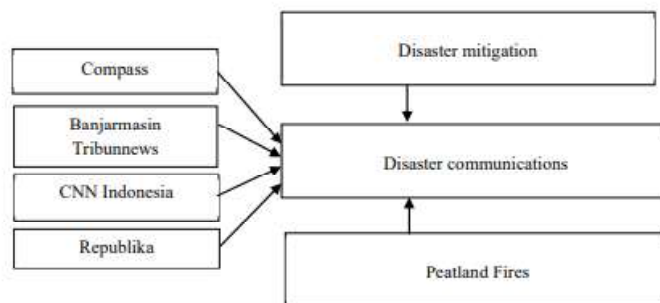 Compass
Banjarmasin
Tribunnews
CNN Indonesia
Republika
Disaster mitigation
Disaster communications
Peatland Fires